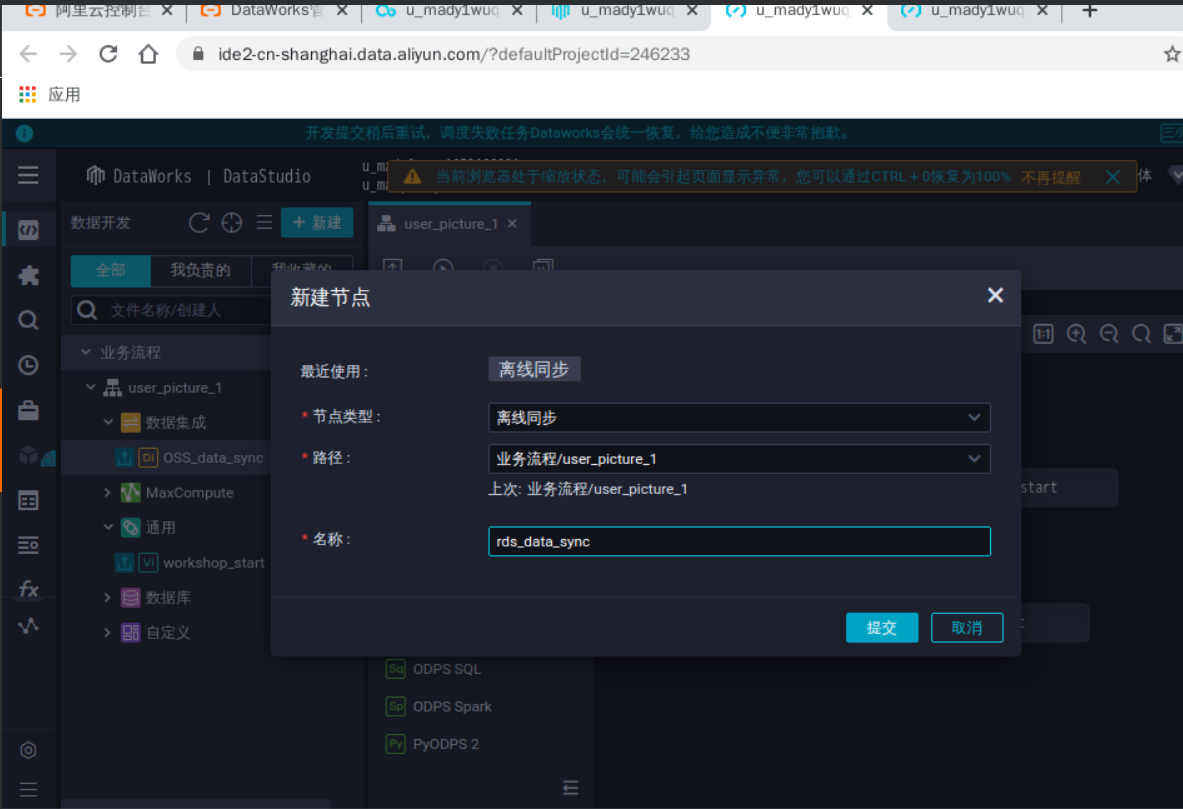 阿里云控制台
DataWorks官
u_mady1wuq
u_mady1wuq
u_mady1wuq
u_mady1wuq
ide2-cn-shanghai.data.aliyun.com/?defaultProjectId=246233
应用
开发提交稍后重试，调度失败任务Dataworks会统一恢复，给您造成不便非常抱歉。
DataWorks | DataStudio
当前浏览器处于缩放状态，可能会引起页面显示异常，您可以通过CTRL + 0恢复为100% 不再提醒
体
数据开发
+ 新建
user_picture_1
全部
我负责的
我收藏的
文件名称/创建人
1:1
业务流程
user_picture_1
数据集成
Di OSS_data_sync
MaxCompute
通用
VI workshop_start
数据库
自定义
fx
新建节点
最近使用 :
离线同步
* 节点类型 :
离线同步
* 路径 :
业务流程/user_picture_1
上次: 业务流程/user_picture_1
* 名称 :
rds_data_sync
提交
取消
start
Sq ODPS SQL
Sp ODPS Spark
Py PyODPS 2